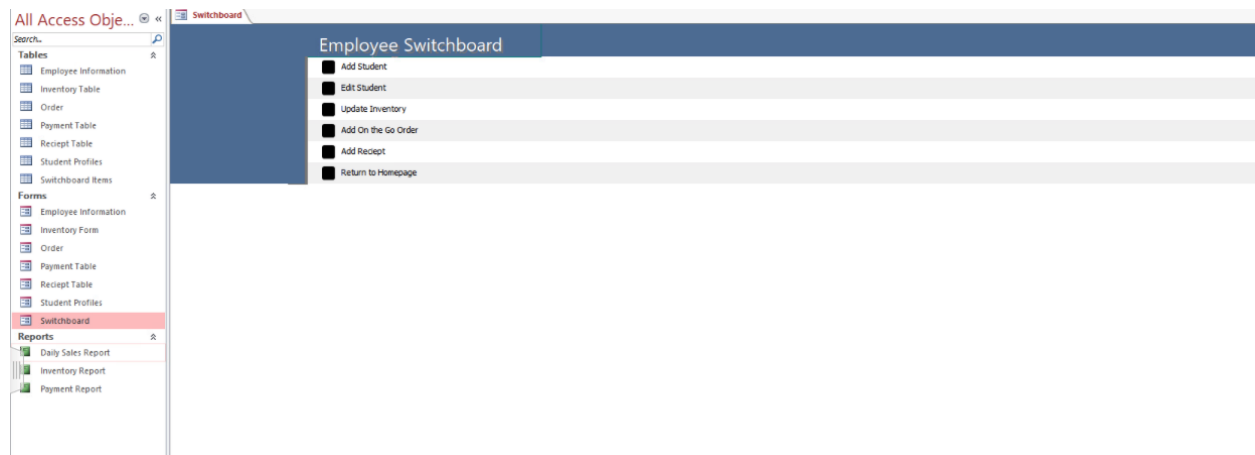 All Access Obje...
Search...
Tables
Employee Information
Inventory Table
Order
Payment Table
Reciept Table
Student Profiles
Switchboard Items
Forms
Employee Information
Inventory Form
Order
Payment Table
Reciept Table
Student Profiles
Switchboard
Reports
Daily Sales Report
Inventory Report
Payment Report
Switchboard
Employee Switchboard
Add Student
Edit Student
Update Inventory
Add On the Go Order
Add Reciept
Return to Homepage